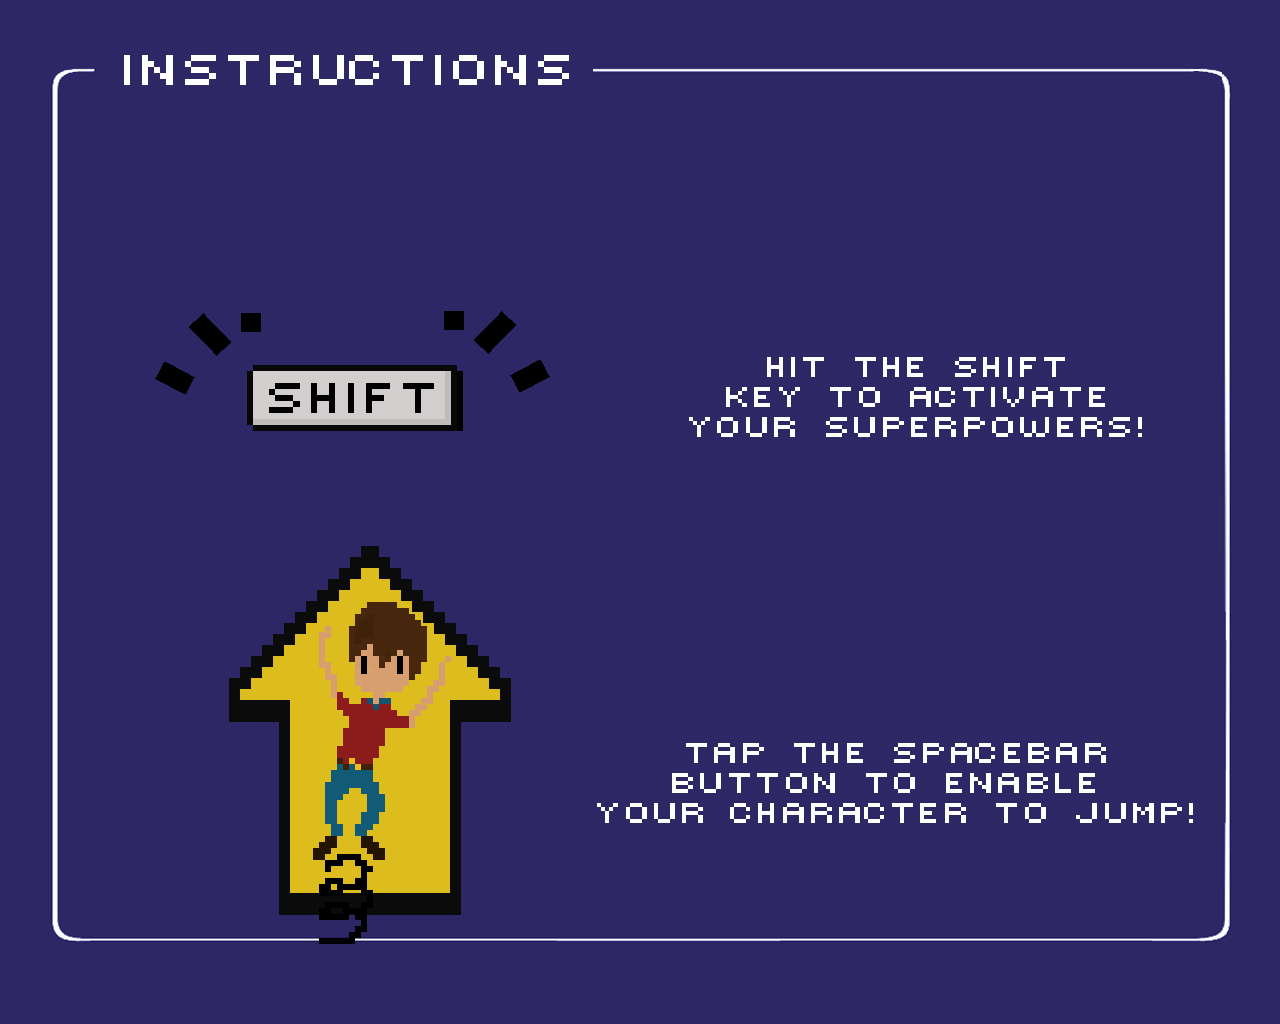 INSTRUCTIONS
SHIFT
HIT THE SHIFT
KEY TO ACTIVATE
YOUR SUPERPOWERS!
TAP THE SPACEBAR
BUTTON TO ENABLE
YOUR CHARACTER TO JUMP!